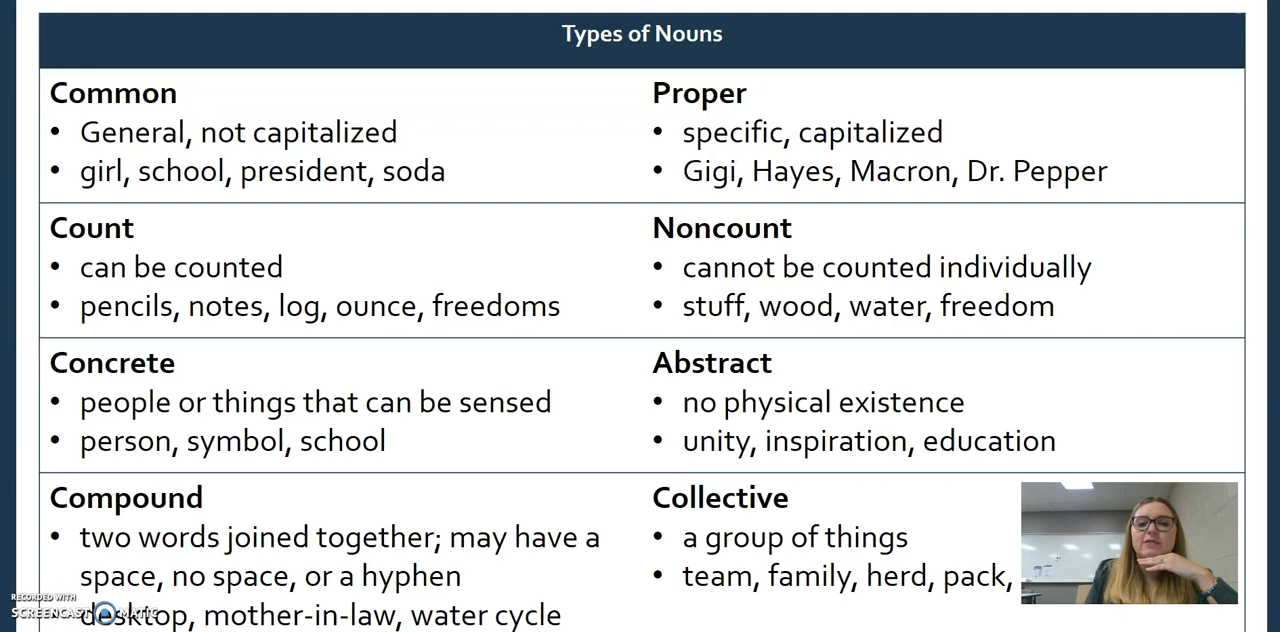 Types of Nouns
Common
• General, not capitalized
• girl, school, president, soda
Proper
• specific, capitalized
• Gigi, Hayes, Macron, Dr. Pepper
Count
• can be counted
• pencils, notes, log, ounce, freedoms
Noncount
• cannot be counted individually
• stuff, wood, water, freedom
Concrete
• people or things that can be sensed
• person, symbol, school
Abstract
• no physical existence
• unity, inspiration, education
Compound
• two words joined together; may have a
space, no space, or a hyphen
desktop, mother-in-law, water cycle
Collective
• a group of things
• team, family, herd, pack,
RECORDED WITH
SCREENCAST MATIC